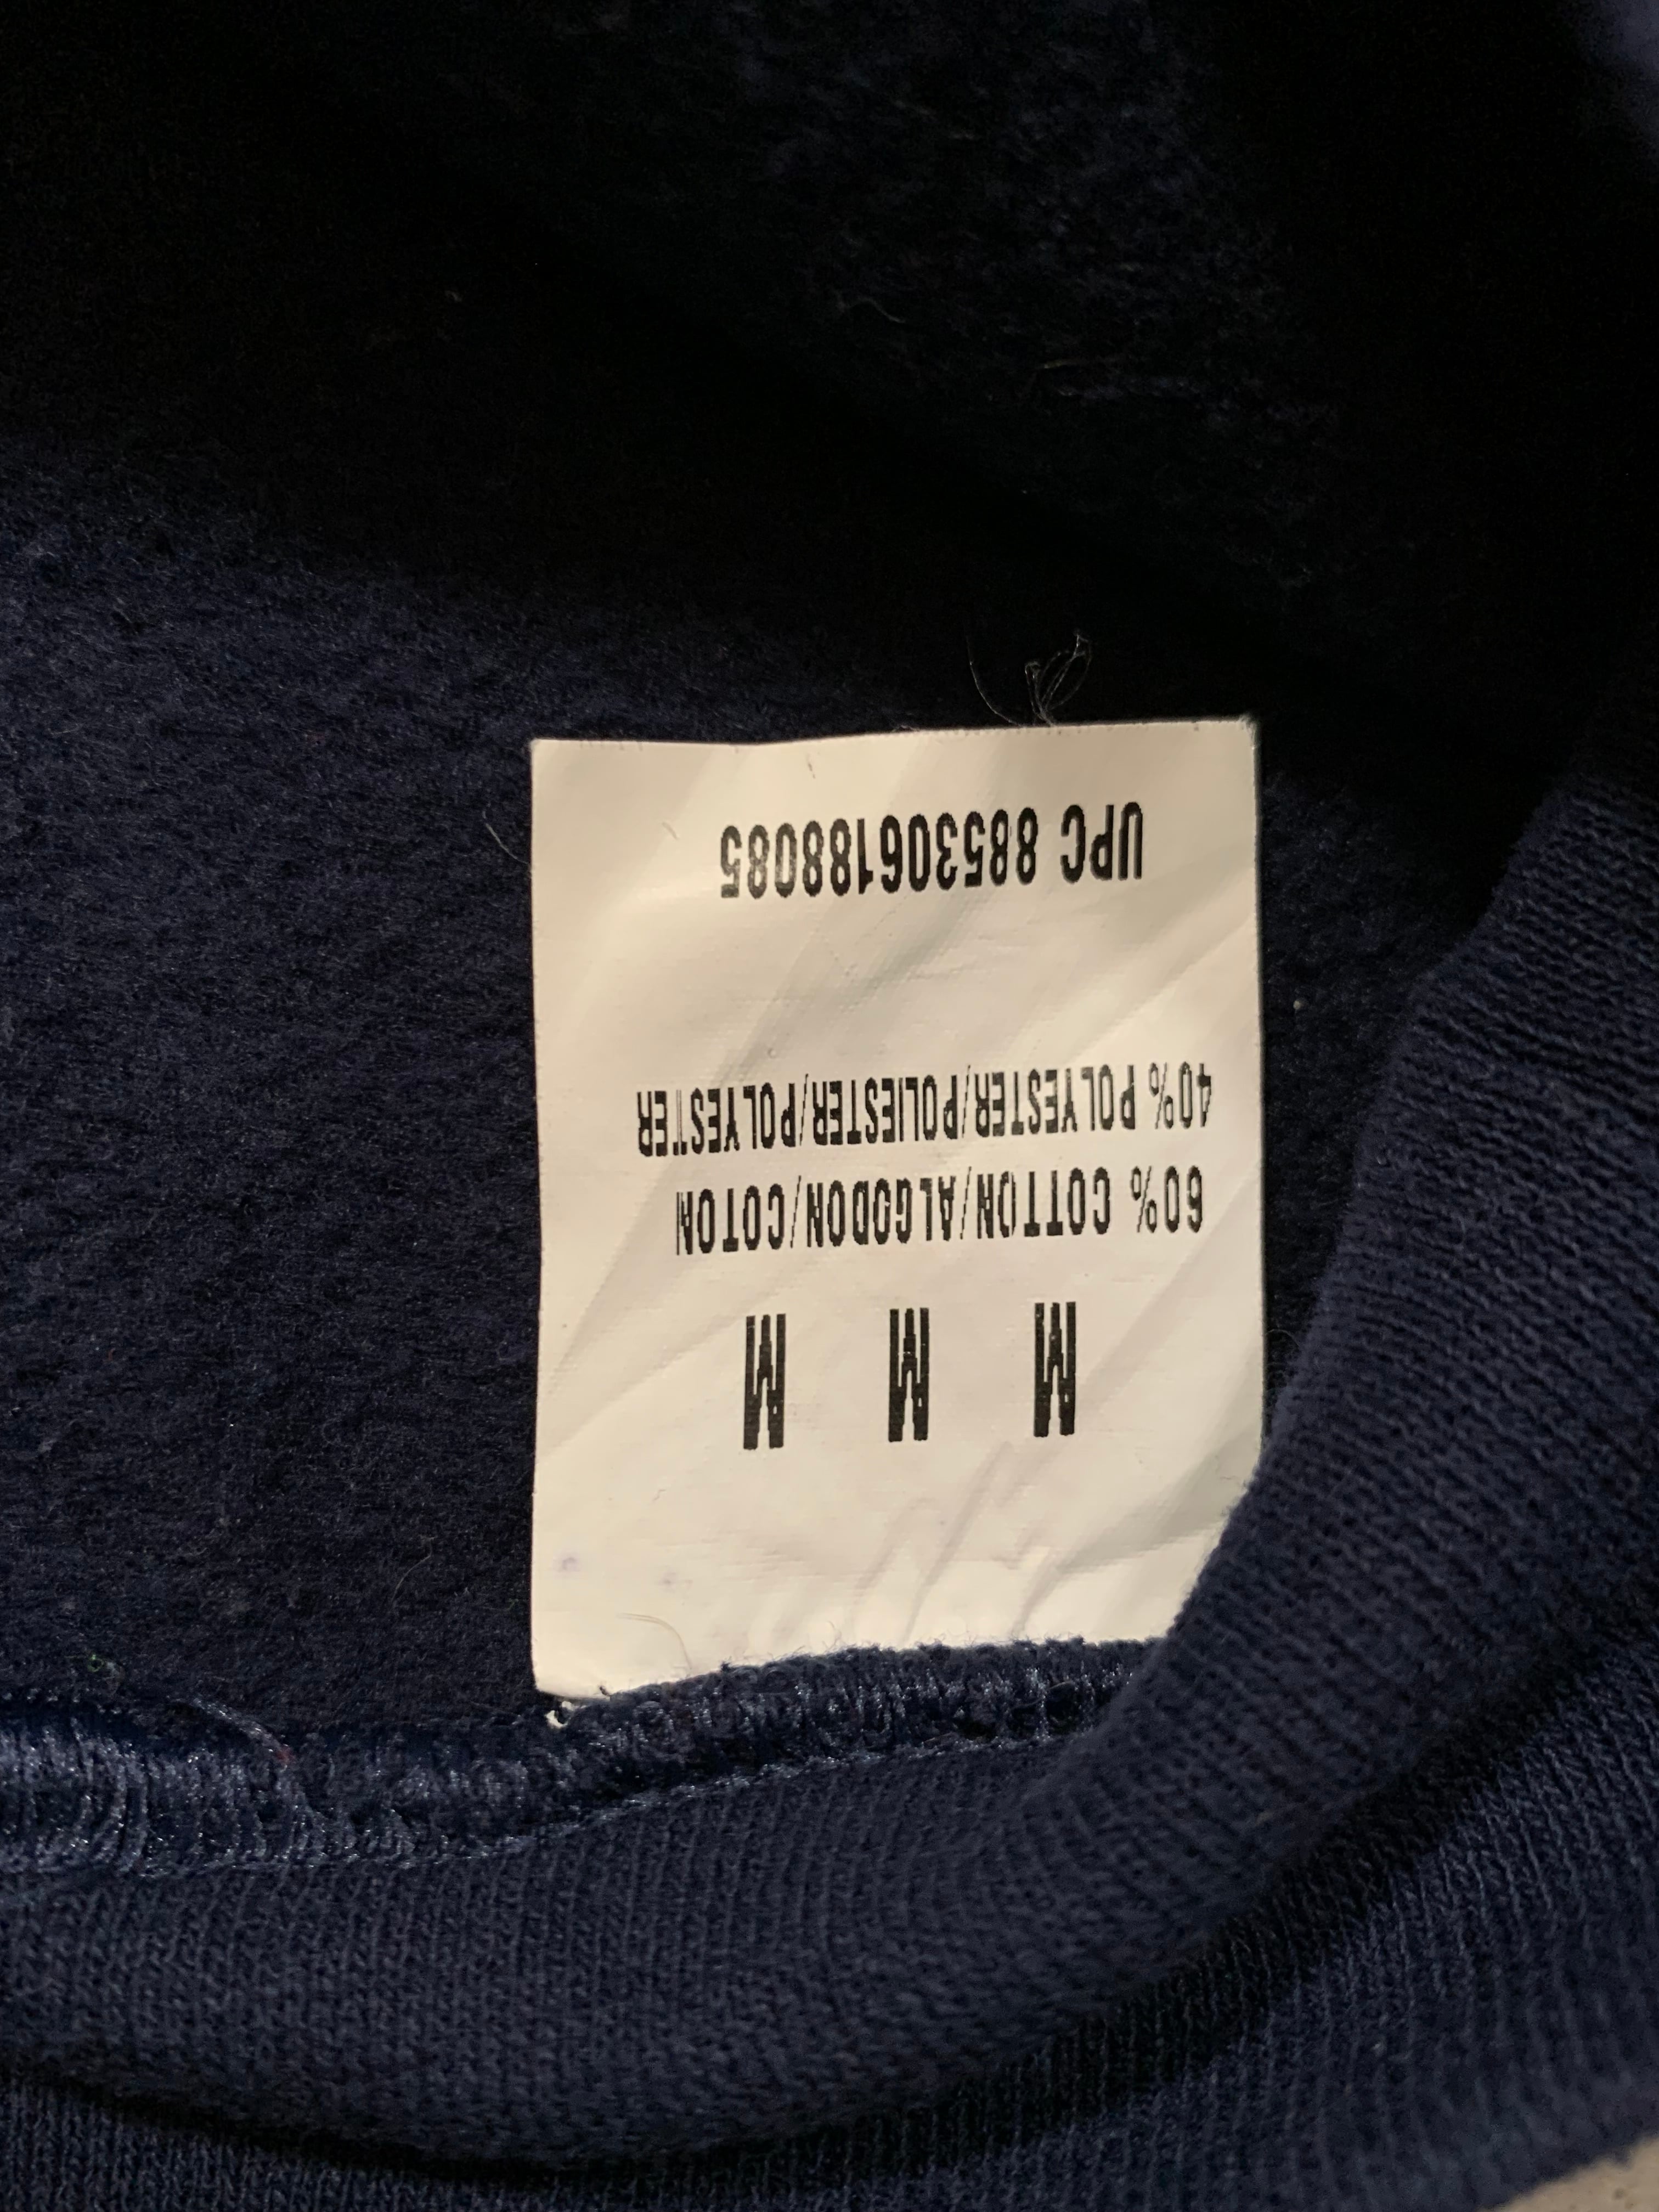 M M M
60% COTTON/ALGODON/COTON
40% POLYESTER/POLIESTER/POLYESTER
UPC 885306188085